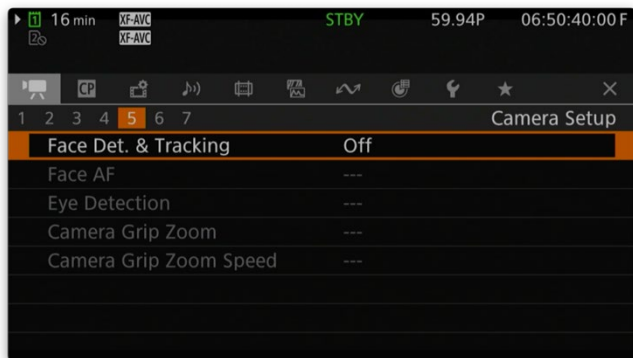 1 16 min XF-AVC STBY 59.94P 06:50:40:00 F
2 XF-AVC
CP
1 2 3 4 5 6 7 Camera Setup
Face Det. & Tracking Off
Face AF ---
Eye Detection ---
Camera Grip Zoom ---
Camera Grip Zoom Speed ---